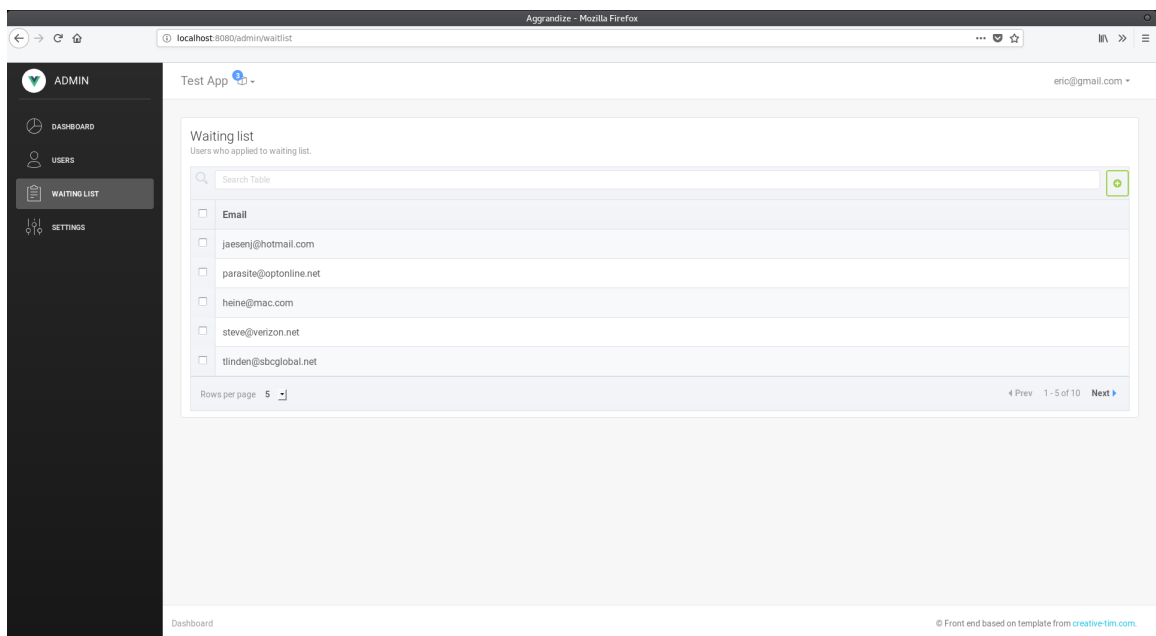 Aggrandize - Mozilla Firefox
localhost:8080/admin/waitlist
ADMIN
Test App 3
eric@gmail.com
DASHBOARD
USERS
WAITING LIST
SETTINGS
Waiting list
Users who applied to waiting list.
Search Table
Email
jaesenj@hotmail.com
parasite@optonline.net
heine@mac.com
steve@verizon.net
tlinden@sbcglobal.net
Rows per page 5
Prev 1 - 5 of 10 Next
Dashboard
© Front end based on template from creative-tim.com.